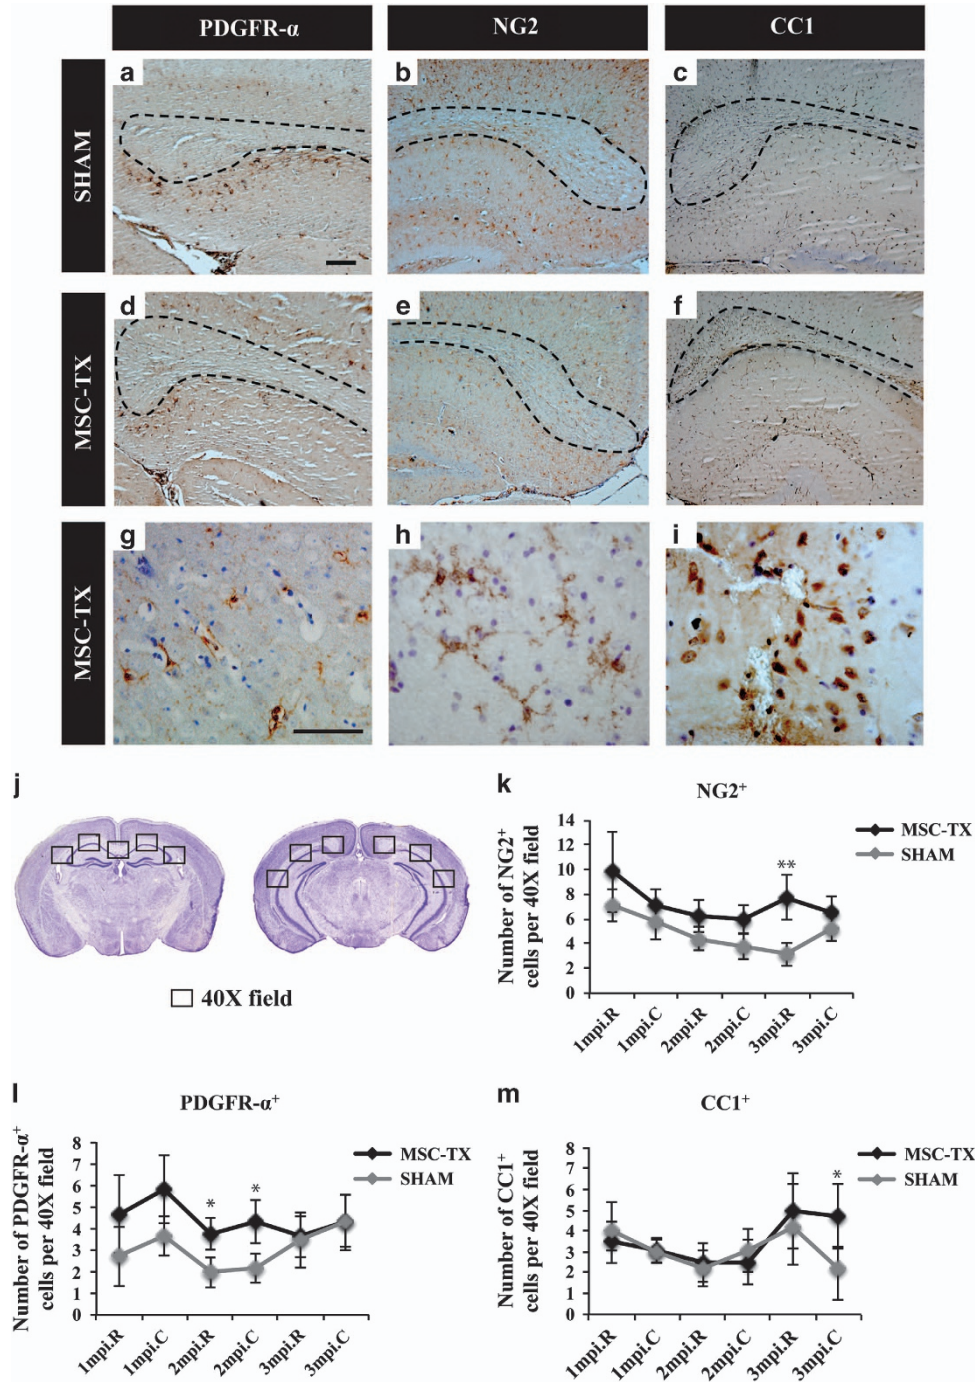 PDGFR-α NG2 CC1
SHAM
a b c
MSC-TX
d e f
MSC-TX
g h i
j
40X field
k
NG2⁺
Number of NG2⁺
cells per 40X field
14
12
10
8
6
4
2
0
**
MSC-TX
SHAM
1mpi.R 1mpi.C 2mpi.R 2mpi.C 3mpi.R 3mpi.C
l
PDGFR-α⁺
Number of PDGFR-α⁺
cells per 40X field
8
7
6
5
4
3
2
1
0
* *
MSC-TX
SHAM
1mpi.R 1mpi.C 2mpi.R 2mpi.C 3mpi.R 3mpi.C
m
CC1⁺
Number of CC1⁺
cells per 40X field
8
7
6
5
4
3
2
1
0
*
MSC-TX
SHAM
1mpi.R 1mpi.C 2mpi.R 2mpi.C 3mpi.R 3mpi.C